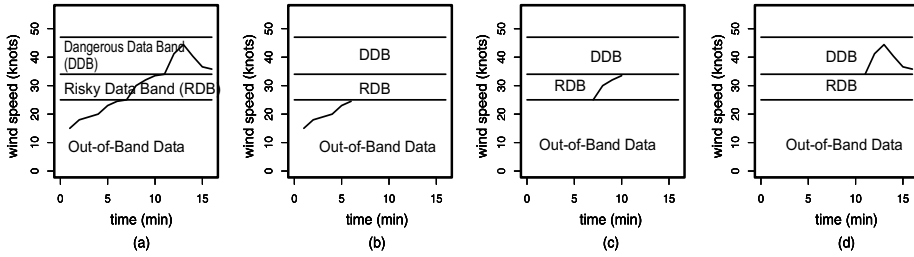 wind speed (knots)
0 10 20 30 40 50
Dangerous Data Band
(DDB)
Risky Data Band (RDB)
Out-of-Band Data
0 5 10 15
time (min)
(a)
wind speed (knots)
0 10 20 30 40 50
DDB
RDB
Out-of-Band Data
0 5 10 15
time (min)
(b)
wind speed (knots)
0 10 20 30 40 50
DDB
RDB
Out-of-Band Data
0 5 10 15
time (min)
(c)
wind speed (knots)
0 10 20 30 40 50
DDB
RDB
Out-of-Band Data
0 5 10 15
time (min)
(d)